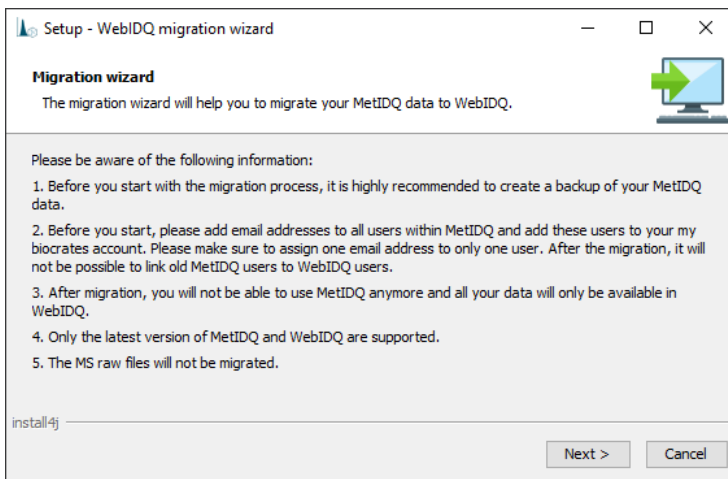 Setup - WebIDQ migration wizard
Migration wizard
The migration wizard will help you to migrate your MetIDQ data to WebIDQ.
Please be aware of the following information:
1. Before you start with the migration process, it is highly recommended to create a backup of your MetIDQ
data.
2. Before you start, please add email addresses to all users within MetIDQ and add these users to your my
biocrates account. Please make sure to assign one email address to only one user. After the migration, it will
not be possible to link old MetIDQ users to WebIDQ users.
3. After migration, you will not be able to use MetIDQ anymore and all your data will only be available in
WebIDQ.
4. Only the latest version of MetIDQ and WebIDQ are supported.
5. The MS raw files will not be migrated.
install4j
Next >
Cancel